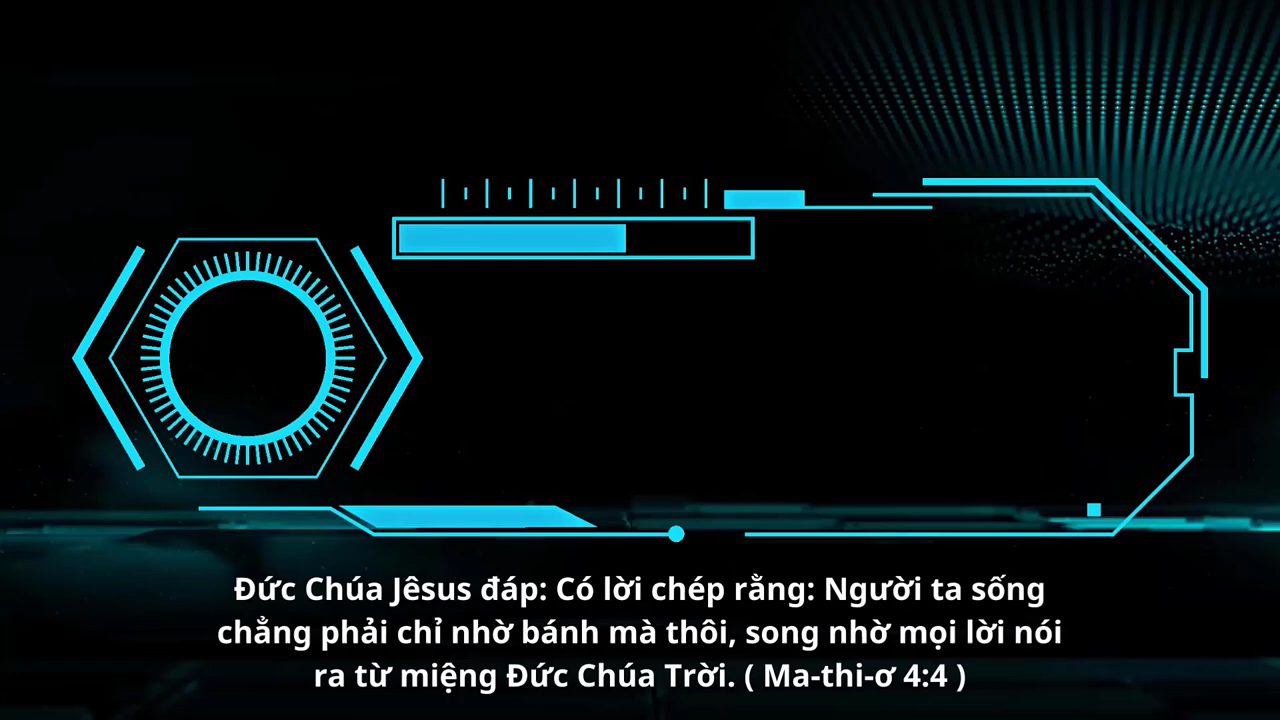 Đức Chúa Jêsus đáp: Có lời chép rằng: Người ta sống
chẳng phải chỉ nhờ bánh mà thôi, song nhờ mọi lời nói
ra từ miệng Đức Chúa Trời. ( Ma-thi-ơ 4:4 )